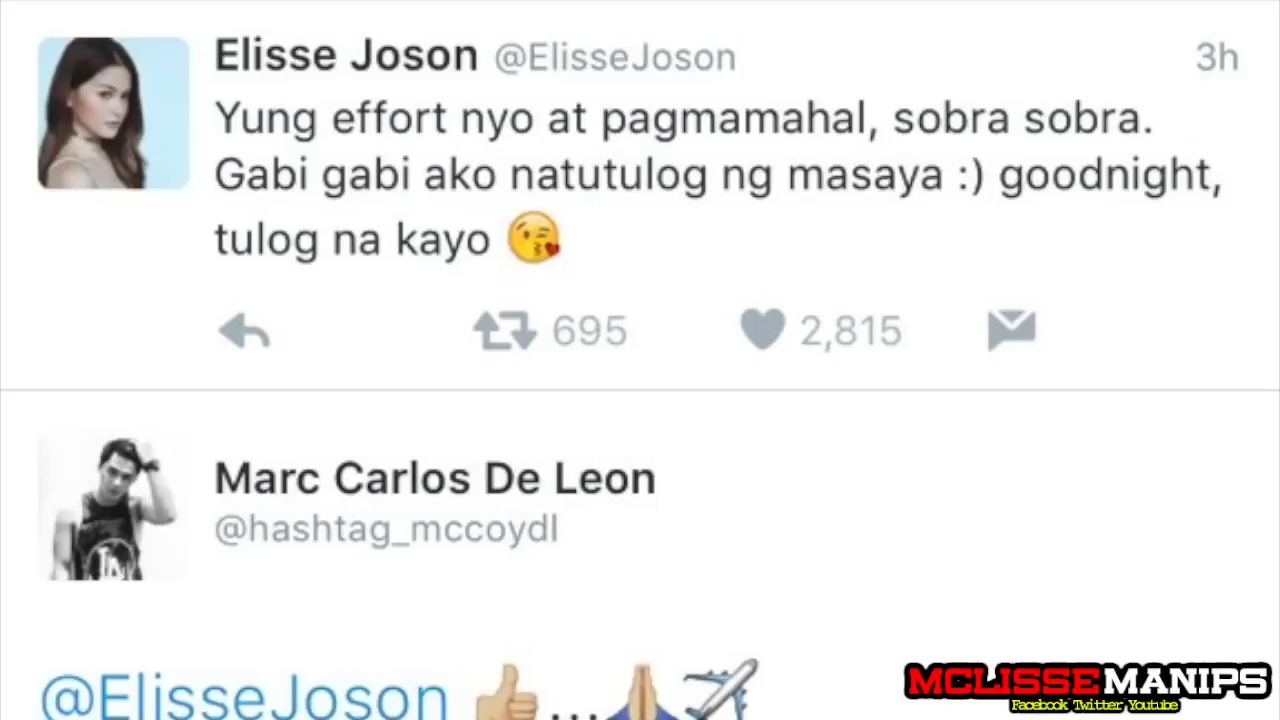 Elisse Joson @ElisseJoson 3h
Yung effort nyo at pagmamahal, sobra sobra.
Gabi gabi ako natutulog ng masaya :) goodnight,
tulog na kayo 😘
695 2,815
Marc Carlos De Leon
@hashtag_mccoydl
@ElisseJoson 👍...🙏✈️
MCLISSEMANIPS
Facebook Twitter Youtube